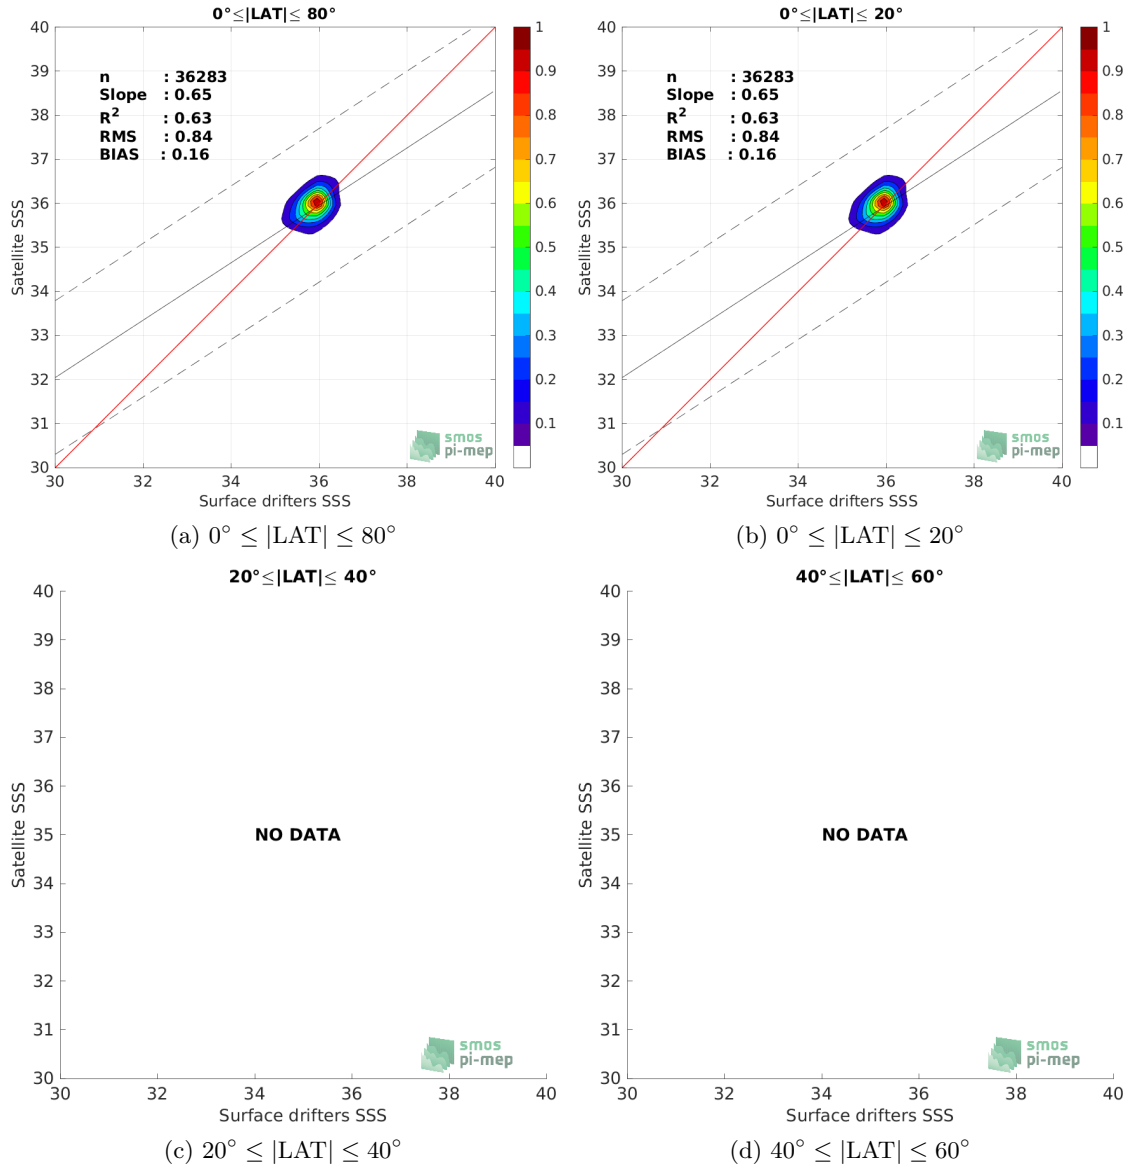 0°≤|LAT|≤ 80°
40
39
38
37
36
35
34
33
32
31
30
Satellite SSS
n : 36283
Slope : 0.65
R² : 0.63
RMS : 0.84
BIAS : 0.16
smos
pi-mep
30 32 34 36 38 40
Surface drifters SSS
1
0.9
0.8
0.7
0.6
0.5
0.4
0.3
0.2
0.1
(a) 0° ≤ |LAT| ≤ 80°
0°≤|LAT|≤ 20°
40
39
38
37
36
35
34
33
32
31
30
Satellite SSS
n : 36283
Slope : 0.65
R² : 0.63
RMS : 0.84
BIAS : 0.16
smos
pi-mep
30 32 34 36 38 40
Surface drifters SSS
1
0.9
0.8
0.7
0.6
0.5
0.4
0.3
0.2
0.1
(b) 0° ≤ |LAT| ≤ 20°
20°≤|LAT|≤ 40°
40
39
38
37
36
35
34
33
32
31
30
Satellite SSS
NO DATA
smos
pi-mep
30 32 34 36 38 40
Surface drifters SSS
(c) 20° ≤ |LAT| ≤ 40°
40°≤|LAT|≤ 60°
40
39
38
37
36
35
34
33
32
31
30
Satellite SSS
NO DATA
smos
pi-mep
30 32 34 36 38 40
Surface drifters SSS
(d) 40° ≤ |LAT| ≤ 60°